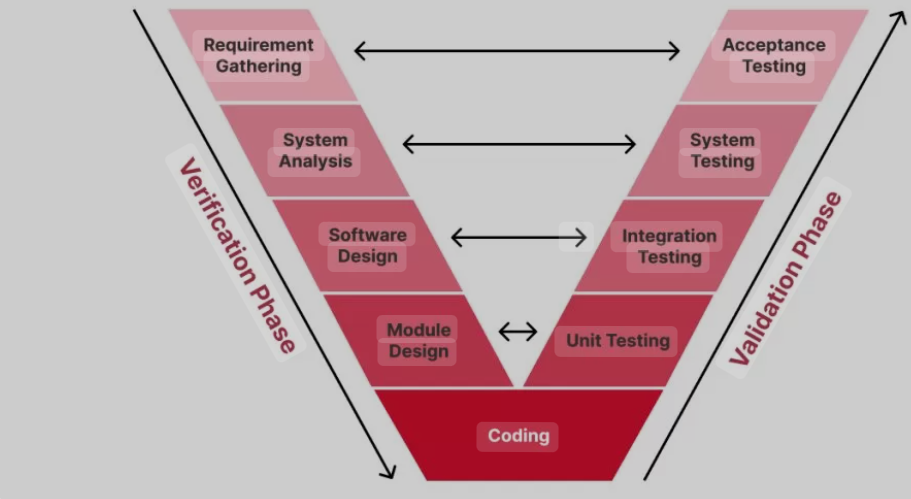 Requirement
Gathering
Acceptance
Testing
System
Analysis
System
Testing
Verification Phase
Software
Design
Integration
Testing
Validation Phase
Module
Design
Unit Testing
Coding